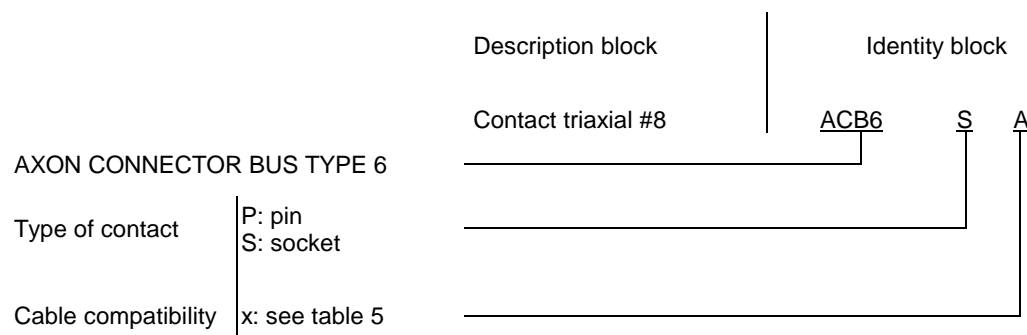 Description block Identity block
Contact triaxial #8 ACB6 S A
AXON CONNECTOR BUS TYPE 6
Type of contact P: pin
S: socket
Cable compatibility x: see table 5